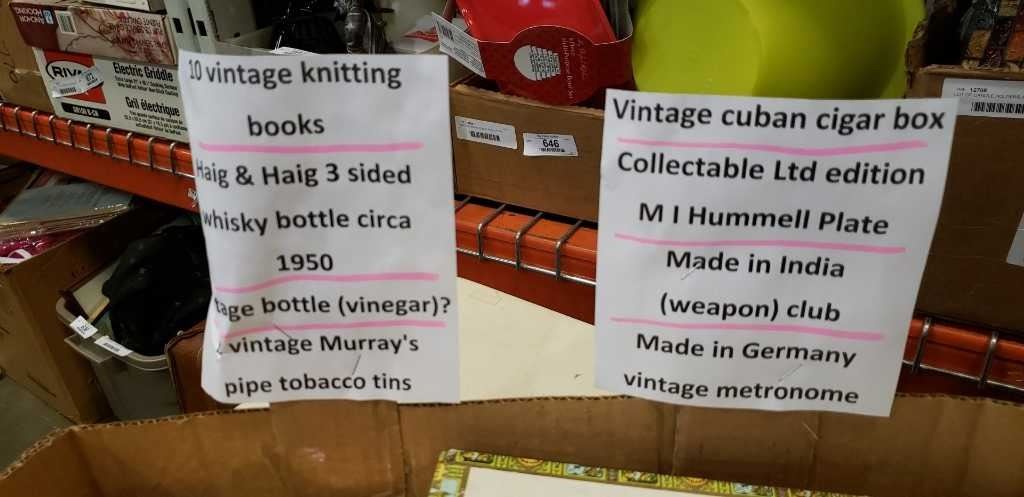 10 vintage knitting
books
Haig & Haig 3 sided
whisky bottle circa
1950
tage bottle (vinegar)?
vintage Murray's
pipe tobacco tins
Vintage cuban cigar box
Collectable Ltd edition
M I Hummell Plate
Made in India
(weapon) club
Made in Germany
vintage metronome
Electric Griddle
Gril électrique
646